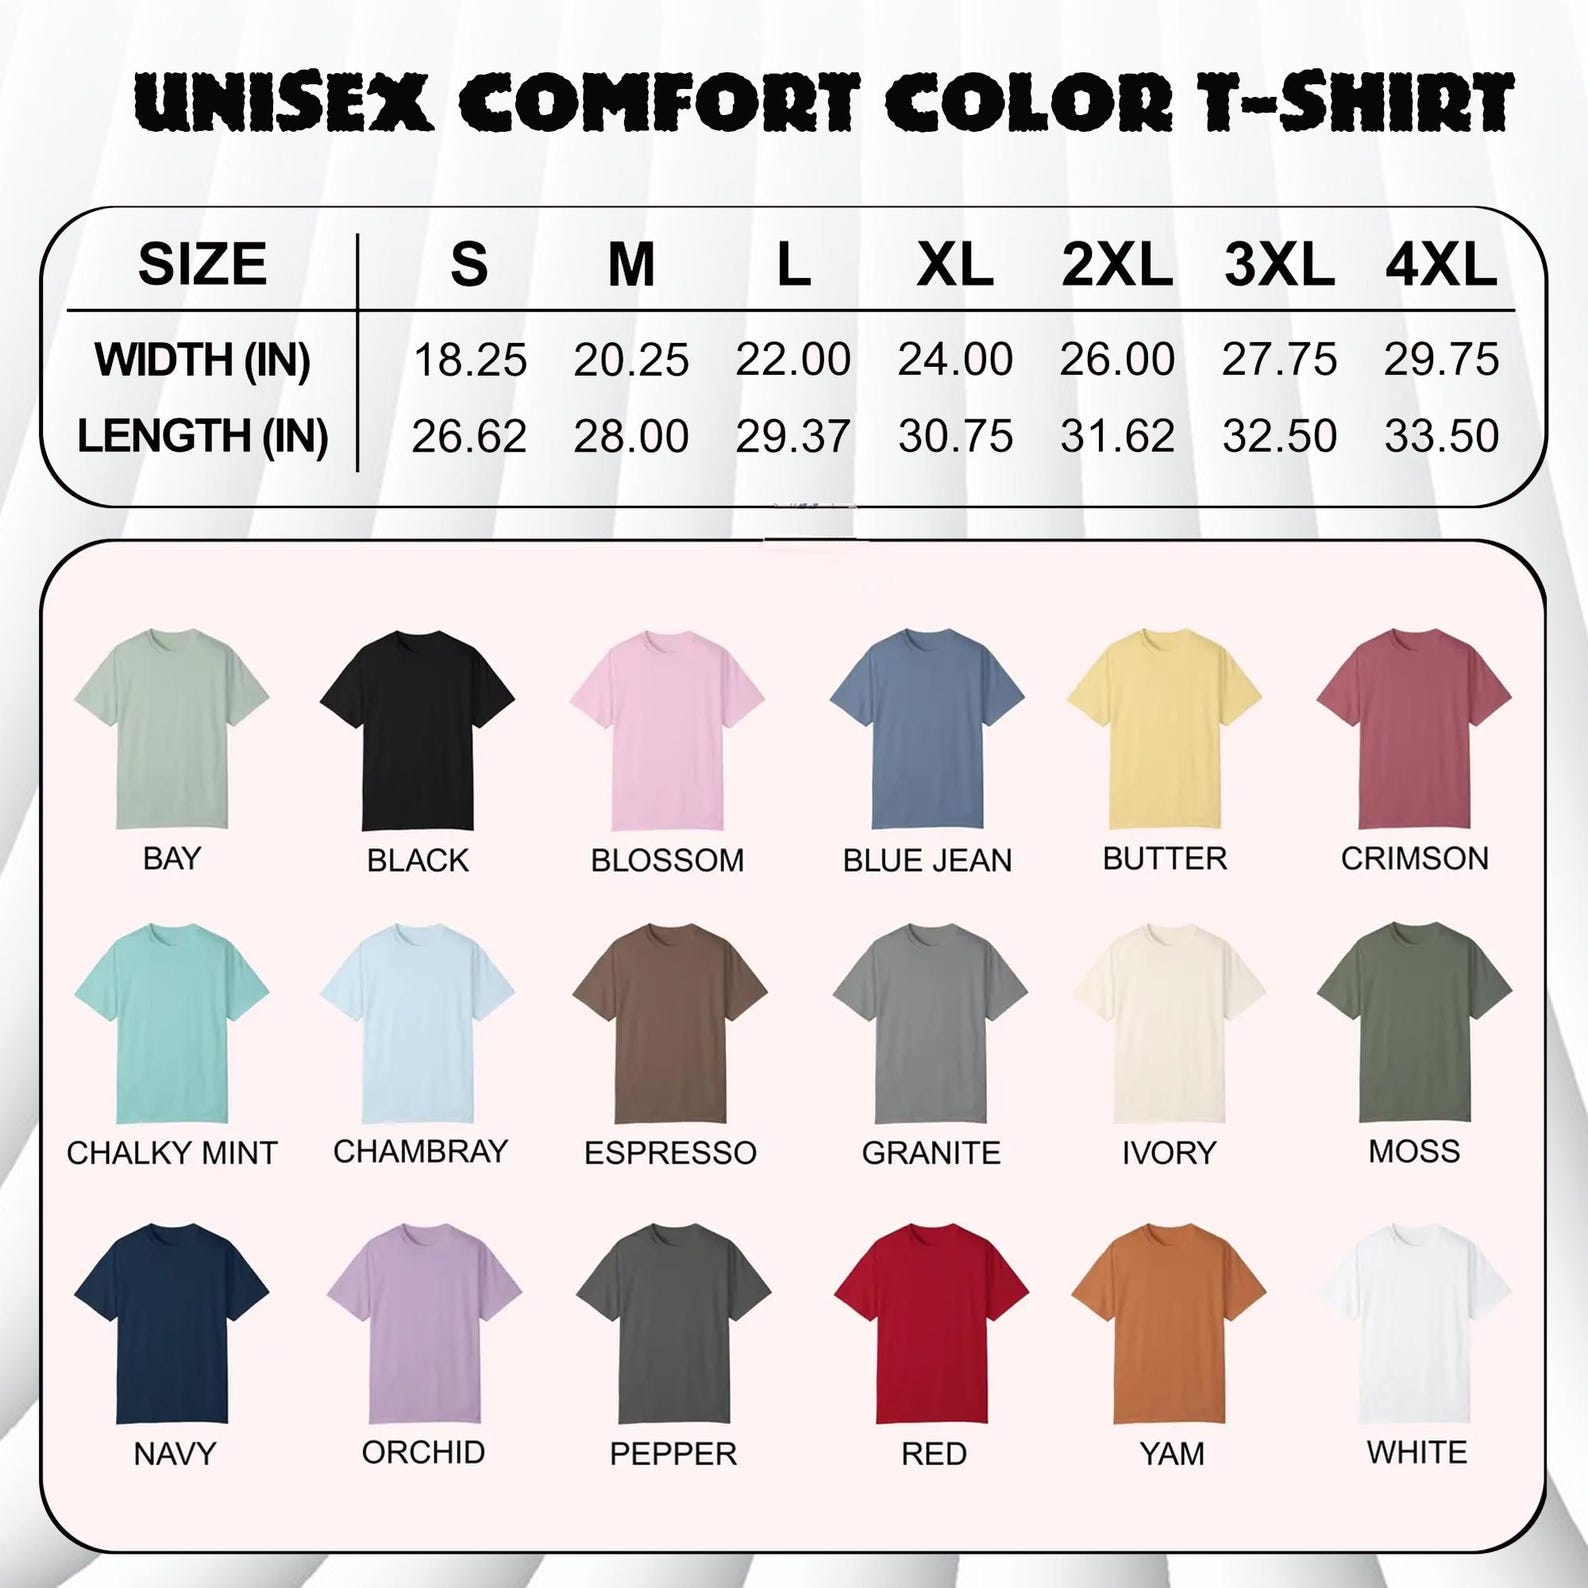 UNISEX COMFORT COLOR T-SHIRT
SIZE S M L XL 2XL 3XL 4XL
WIDTH (IN) 18.25 20.25 22.00 24.00 26.00 27.75 29.75
LENGTH (IN) 26.62 28.00 29.37 30.75 31.62 32.50 33.50
BAY BLACK BLOSSOM BLUE JEAN BUTTER CRIMSON
CHALKY MINT CHAMBRAY ESPRESSO GRANITE IVORY MOSS
NAVY ORCHID PEPPER RED YAM WHITE